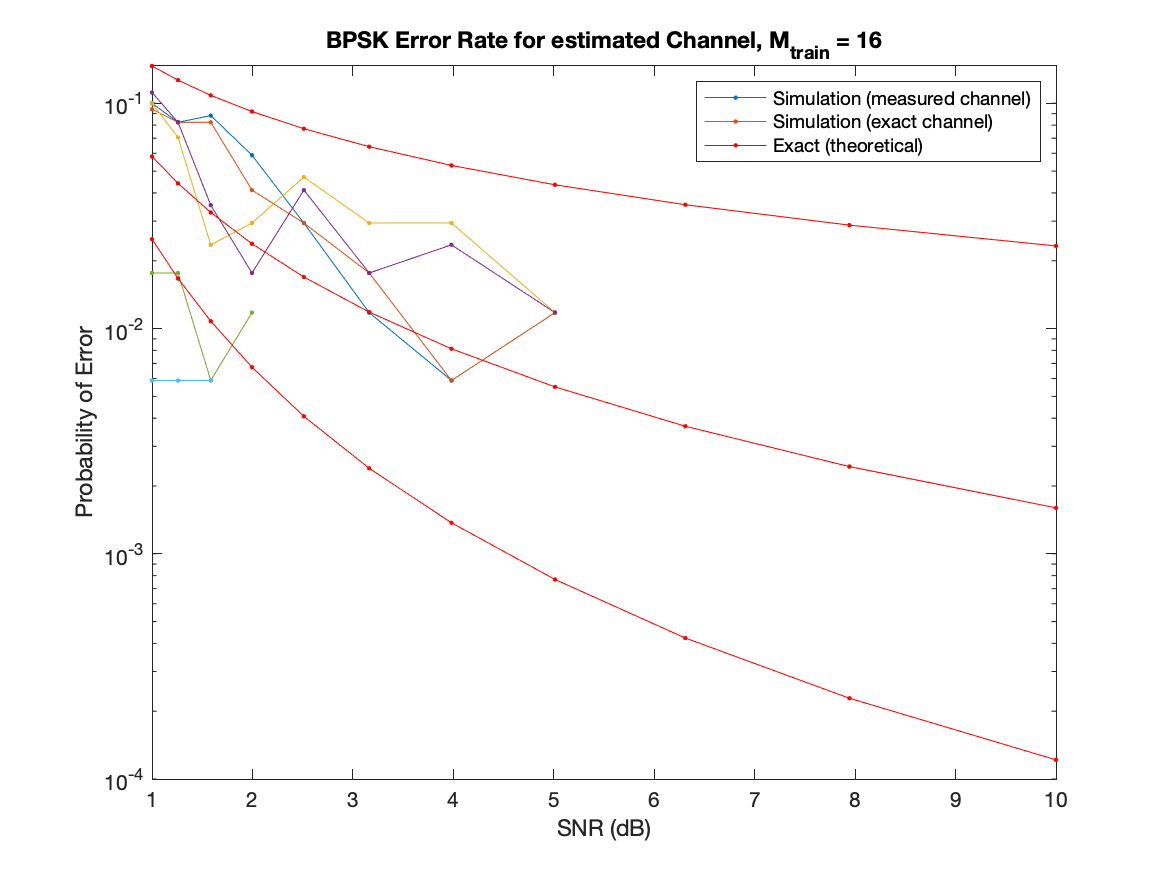 BPSK Error Rate for estimated Channel, M_train = 16
Simulation (measured channel)
Simulation (exact channel)
Exact (theoretical)
10^-1
10^-2
10^-3
10^-4
Probability of Error
1 2 3 4 5 6 7 8 9 10
SNR (dB)